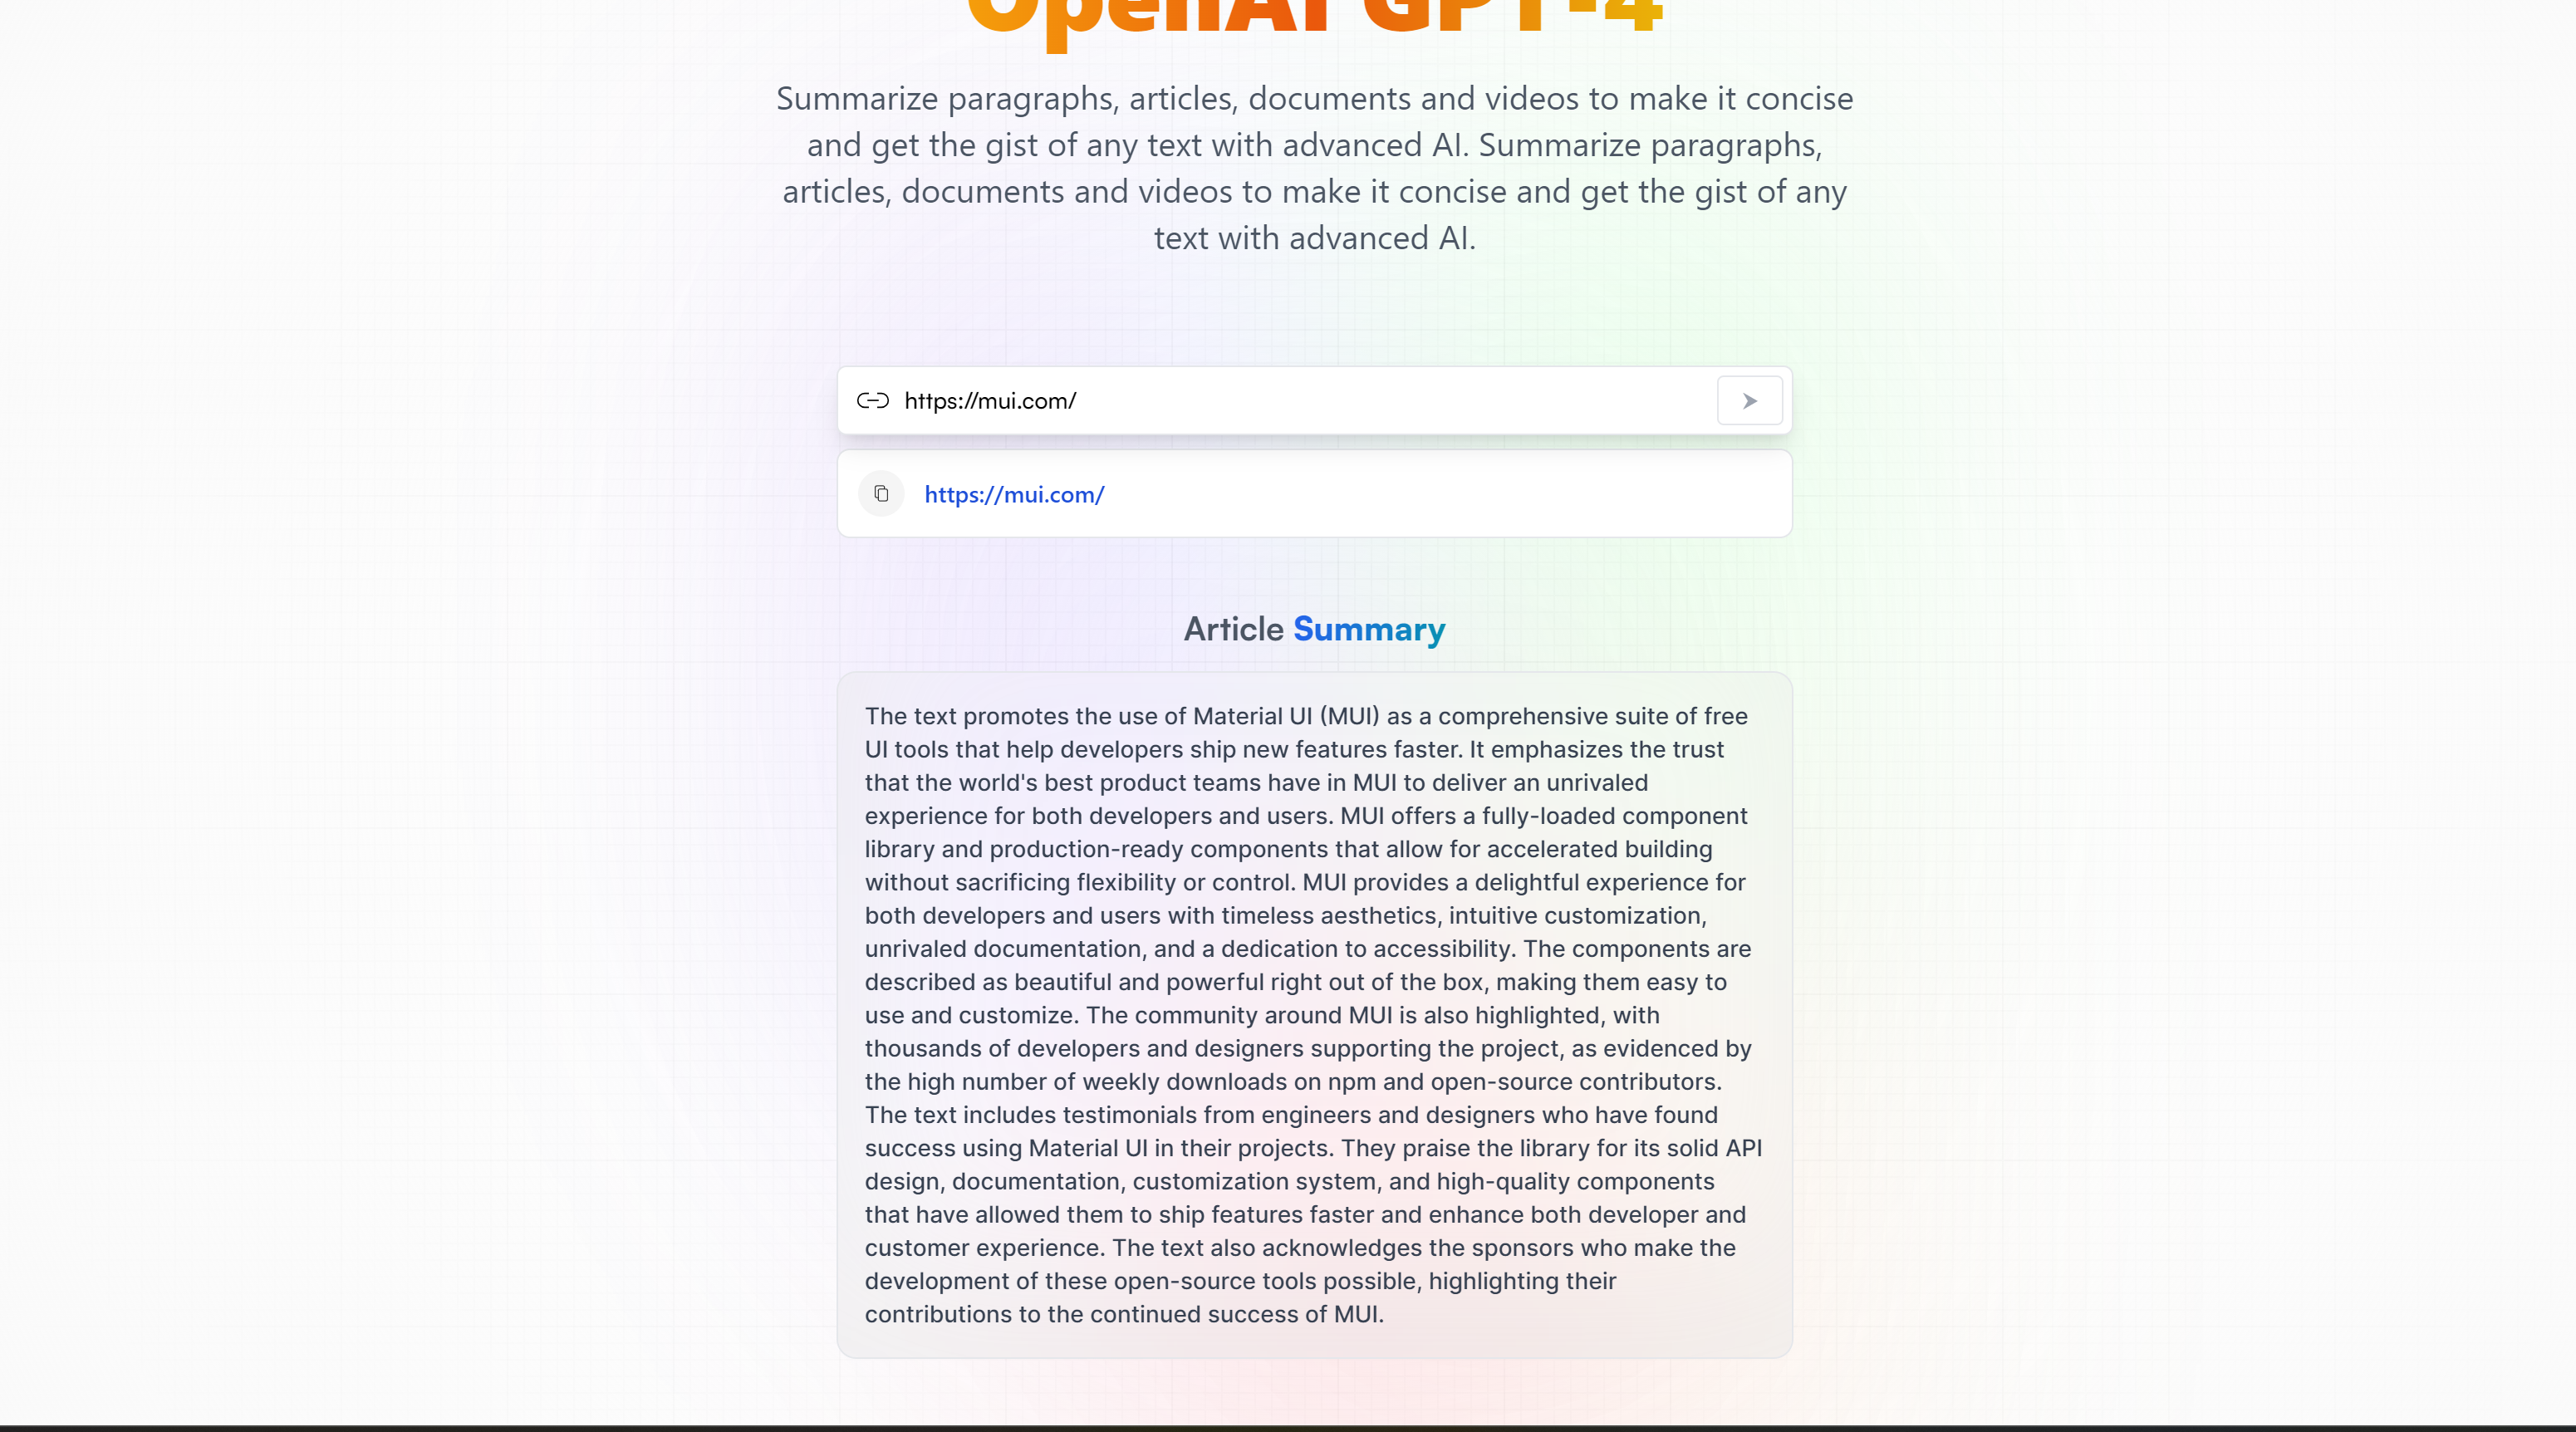 OpenAI GPT-4
Summarize paragraphs, articles, documents and videos to make it concise
and get the gist of any text with advanced AI. Summarize paragraphs,
articles, documents and videos to make it concise and get the gist of any
text with advanced AI.
https://mui.com/
https://mui.com/
Article Summary
The text promotes the use of Material UI (MUI) as a comprehensive suite of free
UI tools that help developers ship new features faster. It emphasizes the trust
that the world's best product teams have in MUI to deliver an unrivaled
experience for both developers and users. MUI offers a fully-loaded component
library and production-ready components that allow for accelerated building
without sacrificing flexibility or control. MUI provides a delightful experience for
both developers and users with timeless aesthetics, intuitive customization,
unrivaled documentation, and a dedication to accessibility. The components are
described as beautiful and powerful right out of the box, making them easy to
use and customize. The community around MUI is also highlighted, with
thousands of developers and designers supporting the project, as evidenced by
the high number of weekly downloads on npm and open-source contributors.
The text includes testimonials from engineers and designers who have found
success using Material UI in their projects. They praise the library for its solid API
design, documentation, customization system, and high-quality components
that have allowed them to ship features faster and enhance both developer and
customer experience. The text also acknowledges the sponsors who make the
development of these open-source tools possible, highlighting their
contributions to the continued success of MUI.